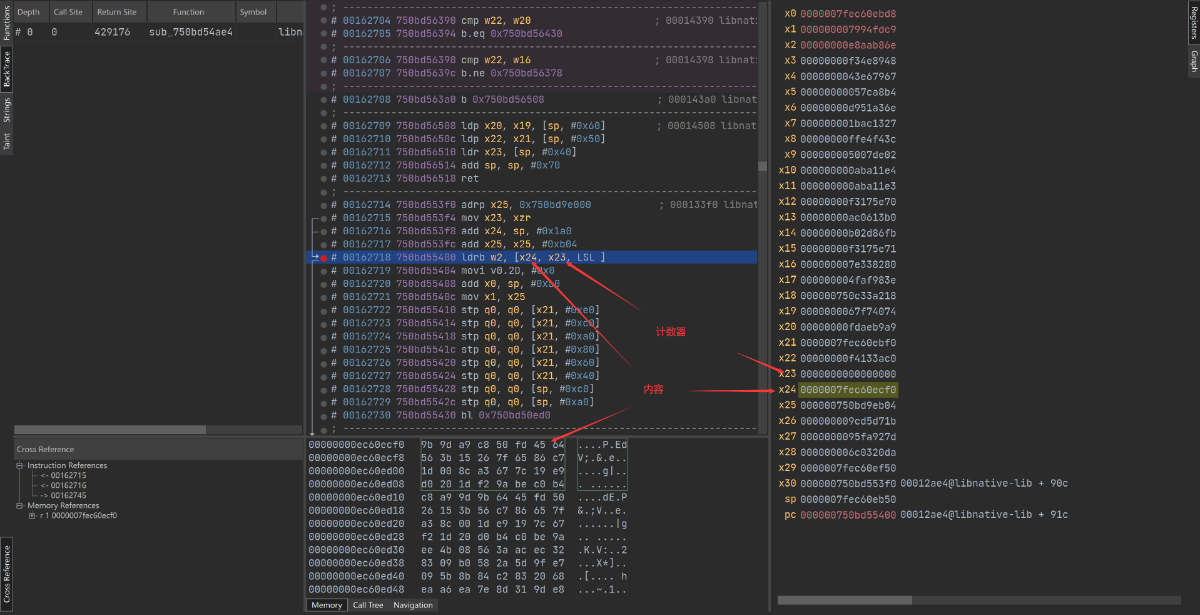 Functions
BackTrace
Strings
Taint
Cross Reference
Depth Call Site Return Site Function Symbol
# 0 0 429176 sub_750bd54ae4 libn
Cross Reference
Instruction References
<- 00162715
<- 00162716
-> 00162745
Memory References
r 1 0000007fec60ecf0
;
# 00162704 750bd56390 cmp w22, w20 ; 00014390 libnat
# 00162705 750bd56394 b.eq 0x750bd56430
;
# 00162706 750bd56398 cmp w22, w16 ; 00014398 libnat
# 00162707 750bd5639c b.ne 0x750bd56378
;
# 00162708 750bd563a0 b 0x750bd56508 ; 000143a0 libnat
;
# 00162709 750bd56508 ldp x20, x19, [sp, #0x60] ; 00014508 libnat
# 00162710 750bd5650c ldp x22, x21, [sp, #0x50]
# 00162711 750bd56510 ldr x23, [sp, #0x40]
# 00162712 750bd56514 add sp, sp, #0x70
# 00162713 750bd56518 ret
;
# 00162714 750bd553f0 adrp x25, 0x750bd9e000 ; 000133f0 libnat
# 00162715 750bd553f4 mov x23, xzr
# 00162716 750bd553f8 add x24, sp, #0x1a0
# 00162717 750bd553fc add x25, x25, #0xb04
# 00162718 750bd55400 ldrb w2, [x24, x23, LSL ]
# 00162719 750bd55404 movi v0.2D, #0x0
# 00162720 750bd55408 add x0, sp, #0xa0
# 00162721 750bd5540c mov x1, x25
# 00162722 750bd55410 stp q0, q0, [x21, #0xe0]
# 00162723 750bd55414 stp q0, q0, [x21, #0xc0]
# 00162724 750bd55418 stp q0, q0, [x21, #0xa0]
# 00162725 750bd5541c stp q0, q0, [x21, #0x80]
# 00162726 750bd55420 stp q0, q0, [x21, #0x60]
# 00162727 750bd55424 stp q0, q0, [x21, #0x40]
# 00162728 750bd55428 stp q0, q0, [sp, #0xc0]
# 00162729 750bd5542c stp q0, q0, [sp, #0xa0]
# 00162730 750bd55430 bl 0x750bd50ed0
;
计数器
内容
00000000ec60ecf0 9b 9d a9 c8 50 fd 45 64 ....P.Ed
00000000ec60ecf8 56 3b 15 26 7f 65 86 c7 V;.&.e..
00000000ec60ed00 1d 00 8c a3 67 7c 19 e9 ....g|..
00000000ec60ed08 d0 20 1d f2 9a be c0 b4 . ......
00000000ec60ed10 c8 a9 9d 9b 64 45 fd 50 ....dE.P
00000000ec60ed18 26 15 3b 56 c7 86 65 7f &.;V..e.
00000000ec60ed20 a3 8c 00 1d e9 19 7c 67 ......|g
00000000ec60ed28 f2 1d 20 d0 b4 c0 be 9a .. .....
00000000ec60ed30 ee 4b 08 56 3a ac ec 32 .K.V:..2
00000000ec60ed38 83 09 b0 58 2a 5d 9f e7 ...X*]..
00000000ec60ed40 09 5b 8b 84 c2 83 20 68 .[.... h
00000000ec60ed48 ea a6 ea 7e 8d 31 9d e8 ...~.1..
Memory Call Tree Navigation
x0 0000007fec60ebd8
x1 000000007994fdc9
x2 00000000e8aab86e
x3 00000000f34e8948
x4 0000000043e67967
x5 00000000057ca8b4
x6 00000000d951a36e
x7 000000001bac1327
x8 00000000ffe4f43c
x9 000000005007de02
x10 00000000aba11e4
x11 00000000aba11e3
x12 00000000f3175c70
x13 00000000ac0613b0
x14 00000000b02d86fb
x15 00000000f3175e71
x16 000000007e338280
x17 000000004faf983e
x18 000000750c33a218
x19 0000000067f74074
x20 00000000fdaeb9a9
x21 0000007fec60ebf0
x22 00000000f4133ac0
x23 0000000000000000
x24 0000007fec60ecf0
x25 000000750bd9eb04
x26 000000009cd5d71b
x27 0000000095fa927d
x28 000000006c0320da
x29 0000007fec60ef50
x30 000000750bd553f0 00012ae4@libnative-lib + 90c
sp 0000007fec60eb50
pc 000000750bd55400 00012ae4@libnative-lib + 91c
Registers
Graph